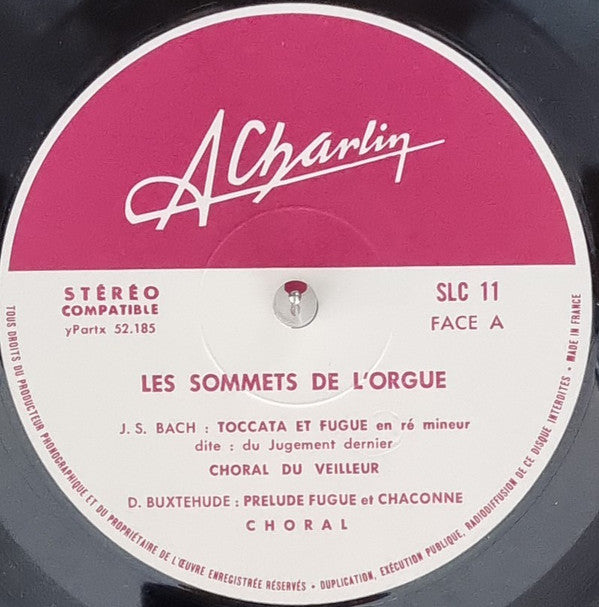 A Charlin
STÉRÉO
COMPATIBLE
yPartx 52.185
SLC 11
FACE A
LES SOMMETS DE L'ORGUE
J. S. BACH : TOCCATA ET FUGUE en ré mineur
dite : du Jugement dernier
CHORAL DU VEILLEUR
D. BUXTEHUDE : PRELUDE FUGUE et CHACONNE
CHORAL
TOUS DROITS DU PRODUCTEUR PHONOGRAPHIQUE ET DU PROPRIÉTAIRE DE L'ŒUVRE ENREGISTRÉE RÉSERVÉS • DUPLICATION, EXÉCUTION PUBLIQUE, RADIODIFFUSION DE CE DISQUE INTERDITES • MADE IN FRANCE